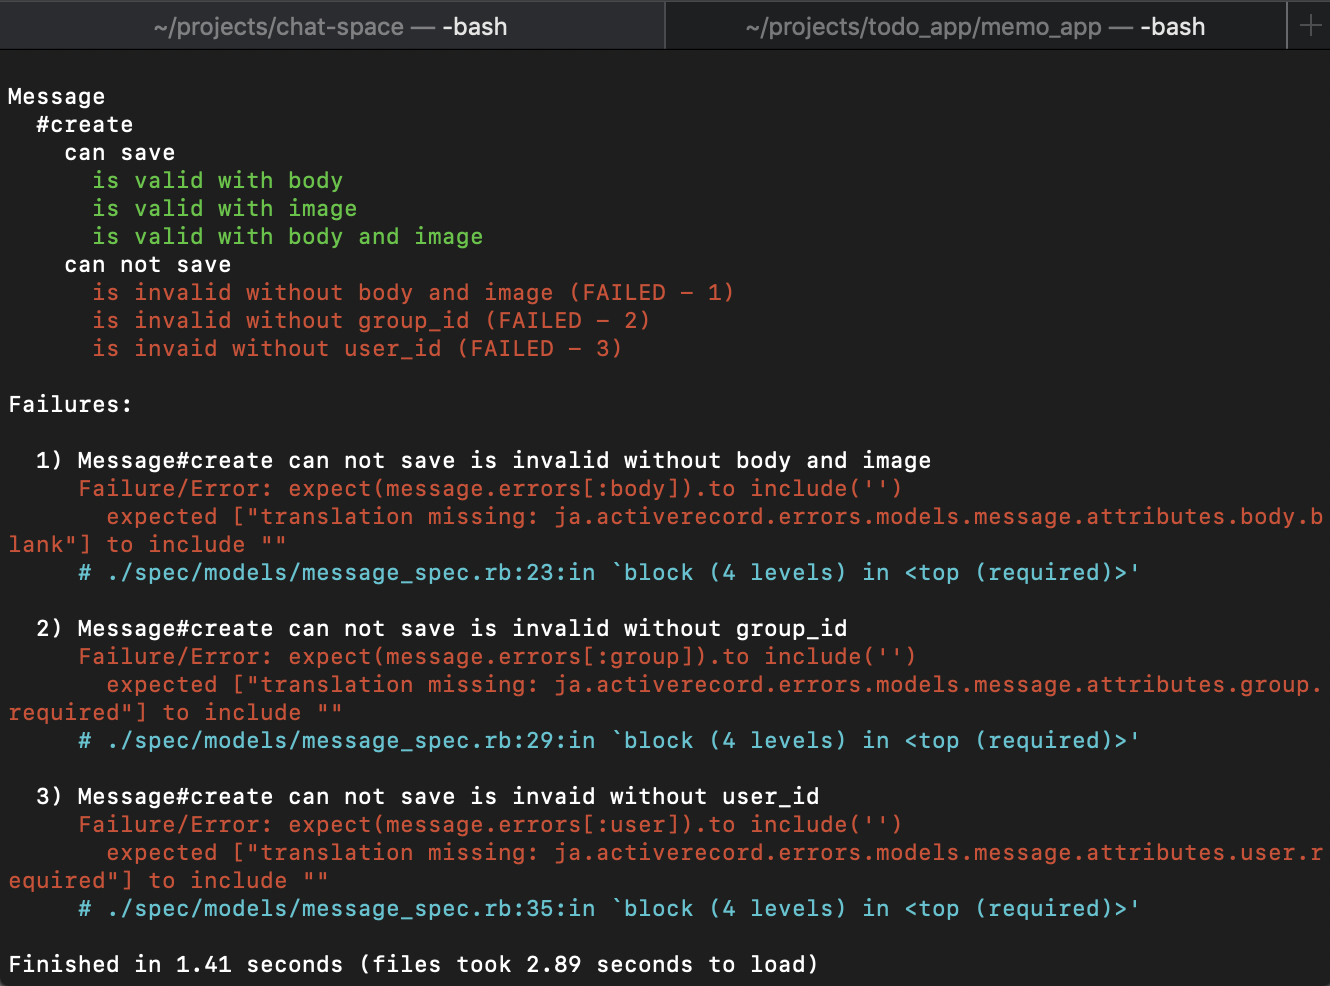 ~/projects/chat-space — -bash
~/projects/todo_app/memo_app — -bash
Message
#create
can save
is valid with body
is valid with image
is valid with body and image
can not save
is invalid without body and image (FAILED - 1)
is invalid without group_id (FAILED - 2)
is invaid without user_id (FAILED - 3)
Failures:
1) Message#create can not save is invalid without body and image
Failure/Error: expect(message.errors[:body]).to include('')
expected ["translation missing: ja.activerecord.errors.models.message.attributes.body.b
lank"] to include ""
# ./spec/models/message_spec.rb:23:in `block (4 levels) in <top (required)>'
2) Message#create can not save is invalid without group_id
Failure/Error: expect(message.errors[:group]).to include('')
expected ["translation missing: ja.activerecord.errors.models.message.attributes.group.
required"] to include ""
# ./spec/models/message_spec.rb:29:in `block (4 levels) in <top (required)>'
3) Message#create can not save is invaid without user_id
Failure/Error: expect(message.errors[:user]).to include('')
expected ["translation missing: ja.activerecord.errors.models.message.attributes.user.r
equired"] to include ""
# ./spec/models/message_spec.rb:35:in `block (4 levels) in <top (required)>'
Finished in 1.41 seconds (files took 2.89 seconds to load)